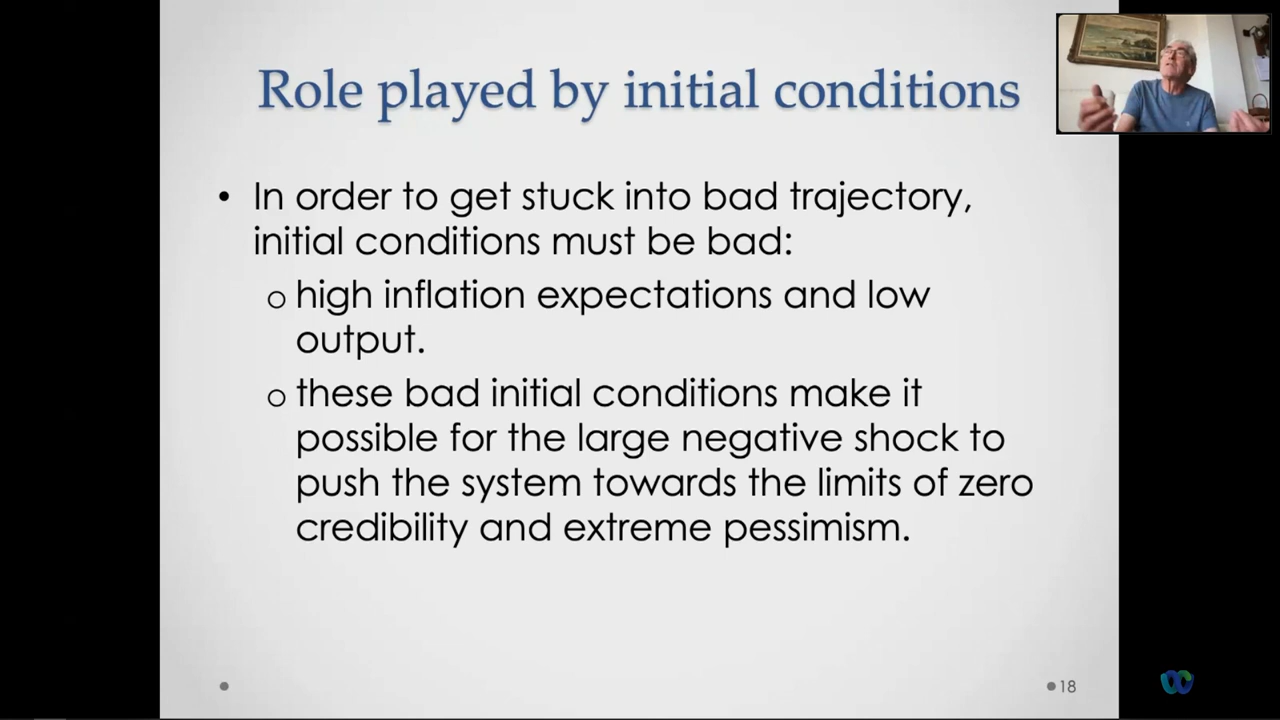 Role played by initial conditions
• In order to get stuck into bad trajectory,
initial conditions must be bad:
o high inflation expectations and low
output.
o these bad initial conditions make it
possible for the large negative shock to
push the system towards the limits of zero
credibility and extreme pessimism.
18